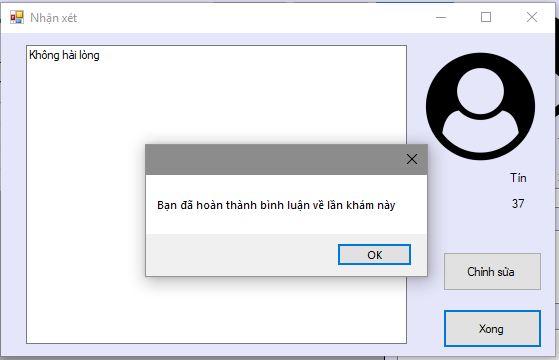 Nhận xét
Không hài lòng
Tín
37
Bạn đã hoàn thành bình luận về lần khám này
OK
Chỉnh sửa
Xong